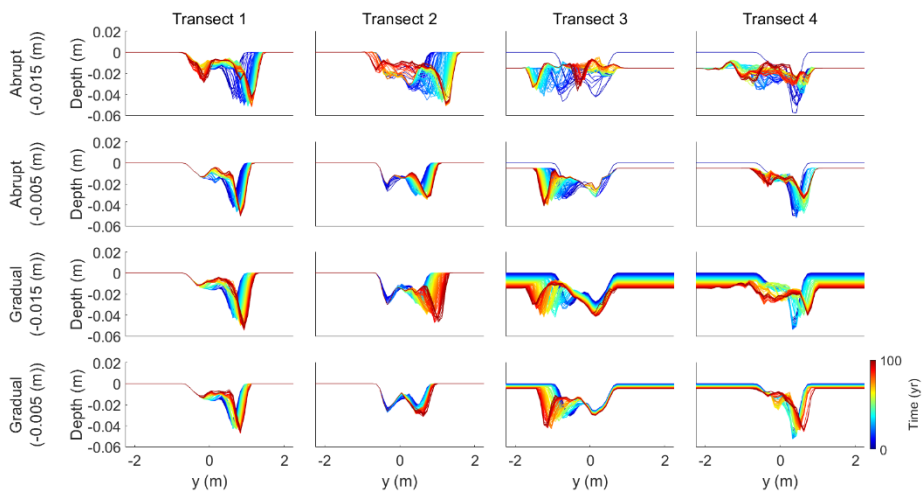 Transect 1 Transect 2 Transect 3 Transect 4
Abrupt
(-0.015 (m))
Depth (m)
0.02
0
-0.02
-0.04
-0.06
Abrupt
(-0.005 (m))
Depth (m)
0.02
0
-0.02
-0.04
-0.06
Gradual
(-0.015 (m))
Depth (m)
0.02
0
-0.02
-0.04
-0.06
Gradual
(-0.005 (m))
Depth (m)
0.02
0
-0.02
-0.04
-0.06
100
0
Time (yr)
-2 0 2 -2 0 2 -2 0 2 -2 0 2
y (m) y (m) y (m) y (m)